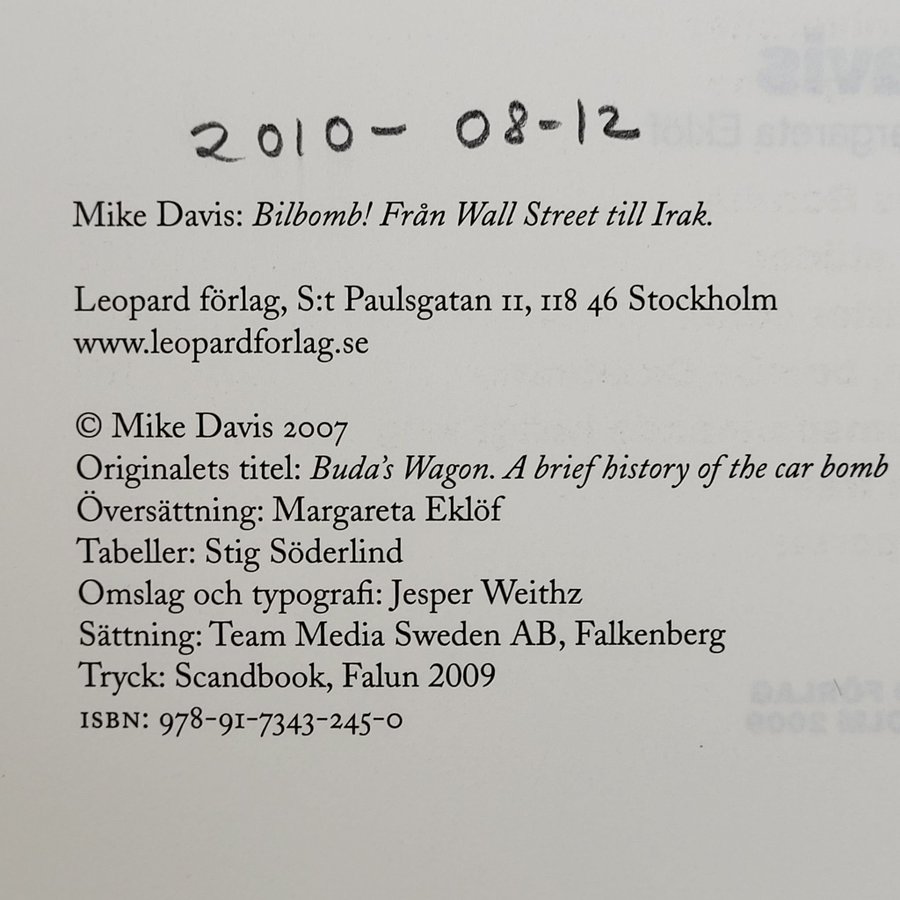 2010- 08-12
Mike Davis: Bilbomb! Från Wall Street till Irak.
Leopard förlag, S:t Paulsgatan 11, 118 46 Stockholm
www.leopardforlag.se
© Mike Davis 2007
Originalets titel: Buda's Wagon. A brief history of the car bomb
Översättning: Margareta Eklöf
Tabeller: Stig Söderlind
Omslag och typografi: Jesper Weithz
Sättning: Team Media Sweden AB, Falkenberg
Tryck: Scandbook, Falun 2009
ISBN: 978-91-7343-245-0